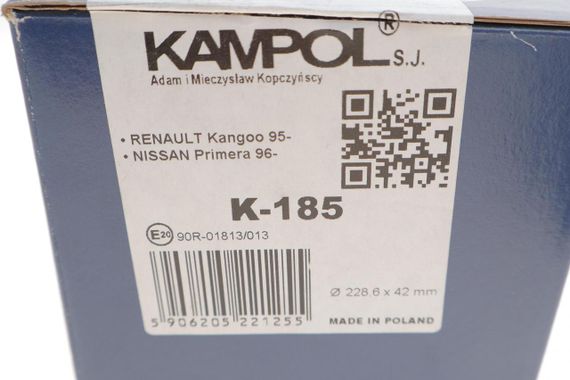 KAMPOL® S.J.
Adam i Mieczysław Kopczyńscy
• RENAULT Kangoo 95-
• NISSAN Primera 96-
K-185
E20 90R-01813/013
Ø 228,6 x 42 mm
5 906205 221255
MADE IN POLAND